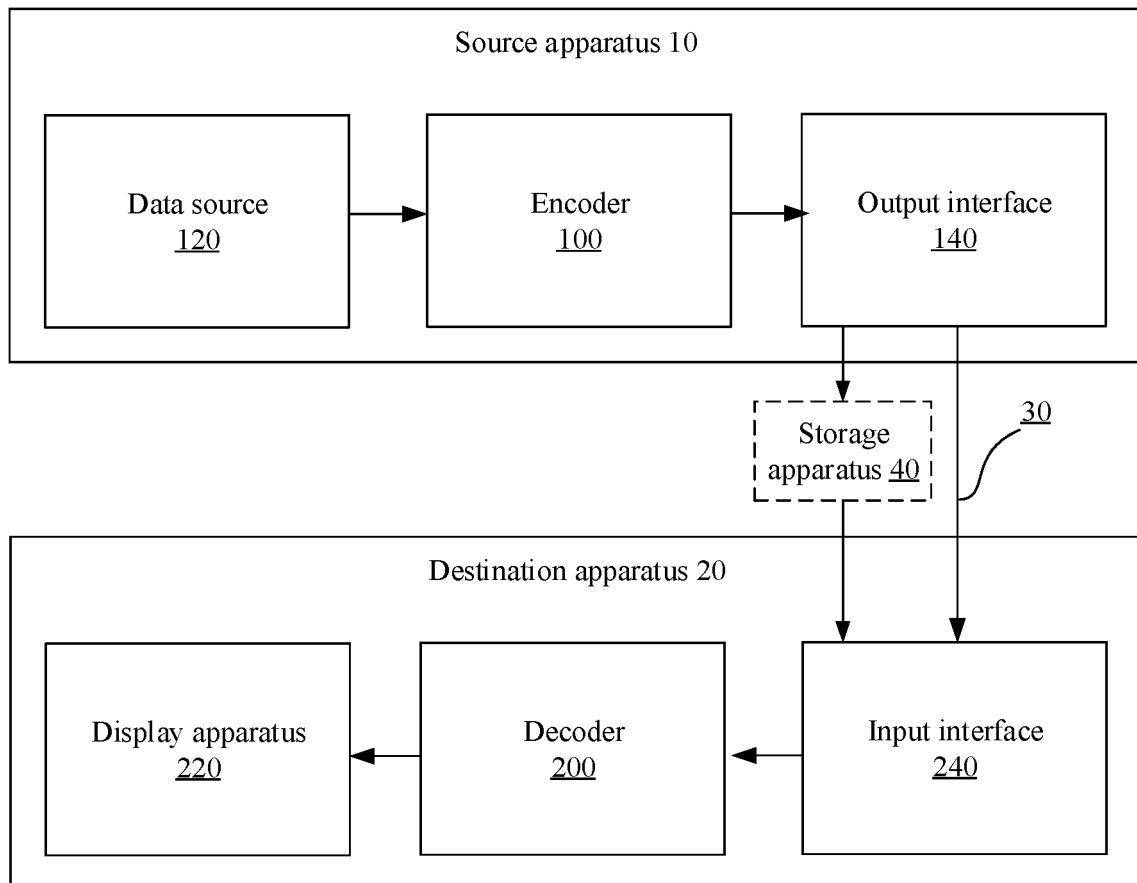 Source apparatus 10
Data source
120
Encoder
100
Output interface
140
Storage
apparatus 40
30
Destination apparatus 20
Display apparatus
220
Decoder
200
Input interface
240